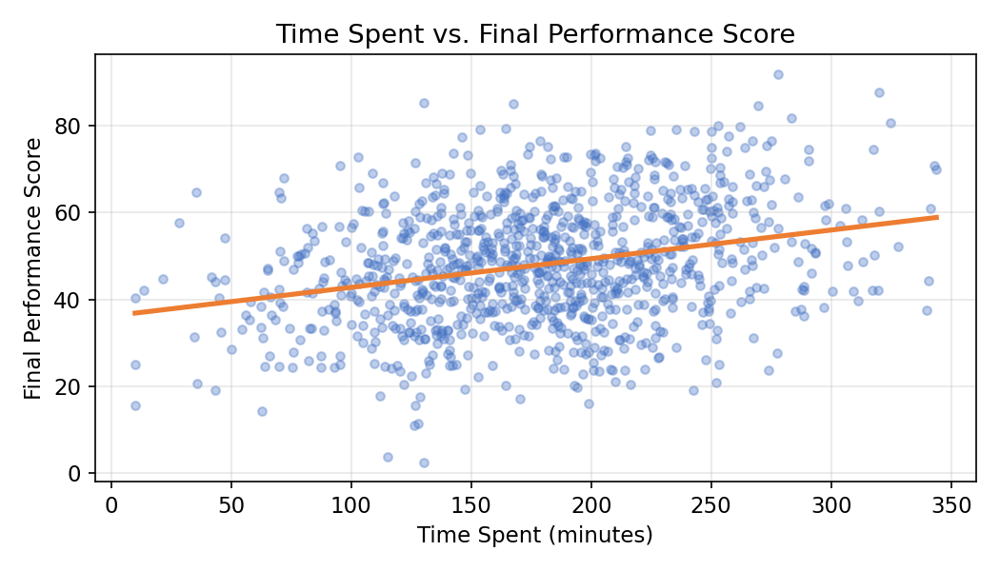 Time Spent vs. Final Performance Score
Final Performance Score
80
60
40
20
0
0 50 100 150 200 250 300 350
Time Spent (minutes)